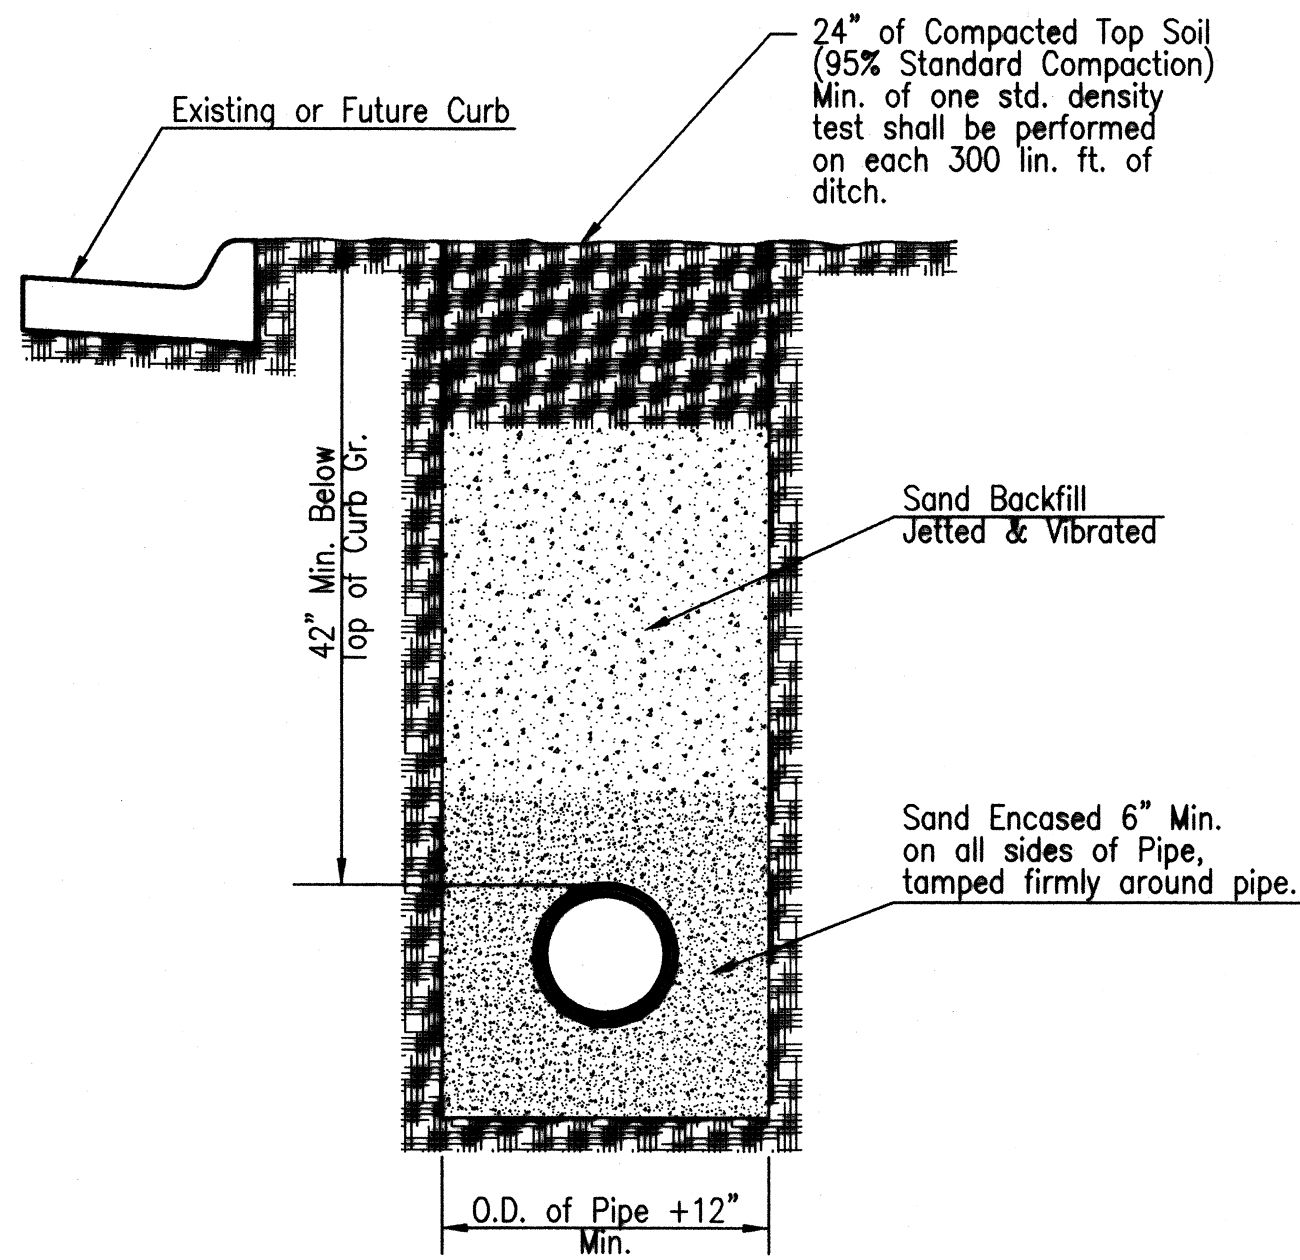 24" of Compacted Top Soil
(95% Standard Compaction)
Min. of one std. density
test shall be performed
on each 300 lin. ft. of
ditch.
Existing or Future Curb
42" Min. Below
Top of Curb Gr.
Sand Backfill
Jetted & Vibrated
Sand Encased 6" Min.
on all sides of Pipe,
tamped firmly around pipe.
O.D. of Pipe +12"
Min.